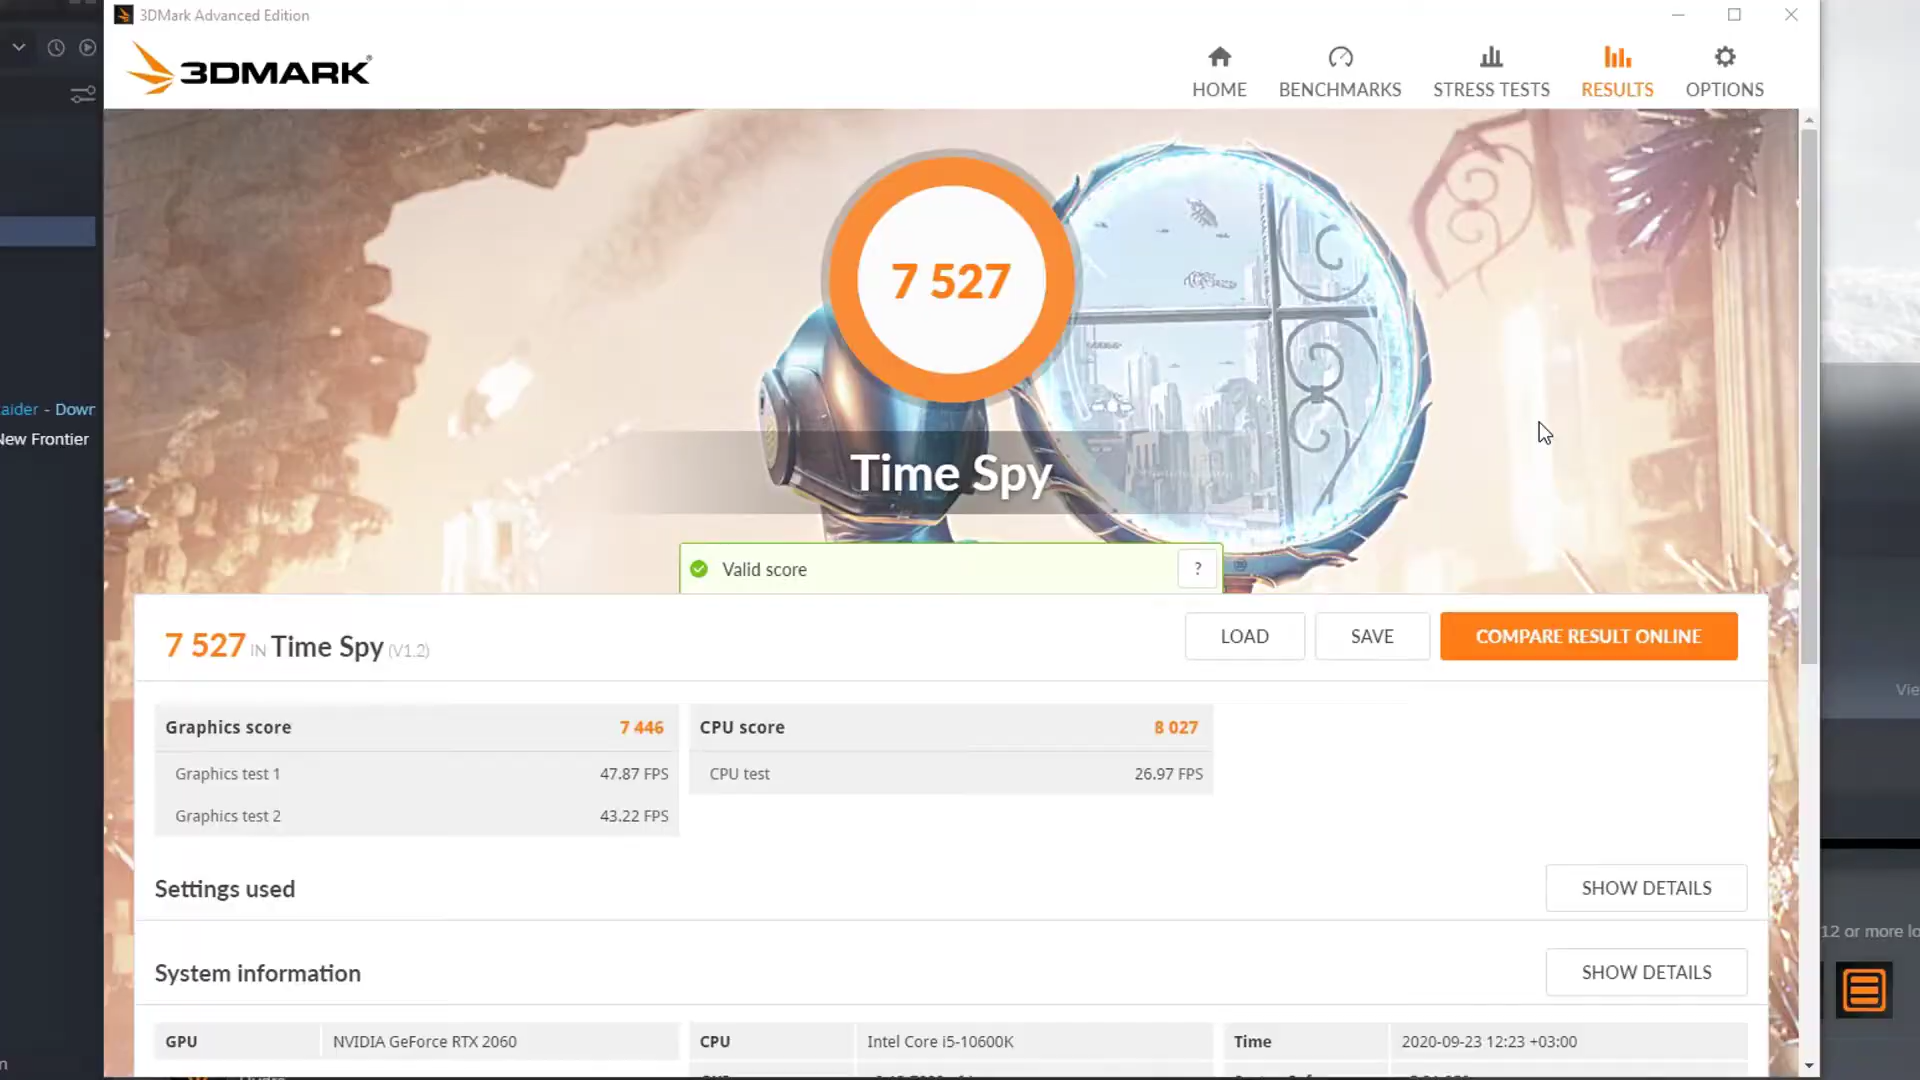 3DMark Advanced Edition
3DMARK
HOME
BENCHMARKS
STRESS TESTS
RESULTS
OPTIONS
7 527
aider - Down
New Frontier
Time Spy
Valid score
?
7 527 IN Time Spy (V1.2)
LOAD
SAVE
COMPARE RESULT ONLINE
Vie
Graphics score 7 446
CPU score 8 027
Graphics test 1 47.87 FPS
CPU test 26.97 FPS
Graphics test 2 43.22 FPS
Settings used
SHOW DETAILS
12 or more lo
System information
SHOW DETAILS
GPU NVIDIA GeForce RTX 2060
CPU Intel Core i5-10600K
Time 2020-09-23 12:23 +03:00